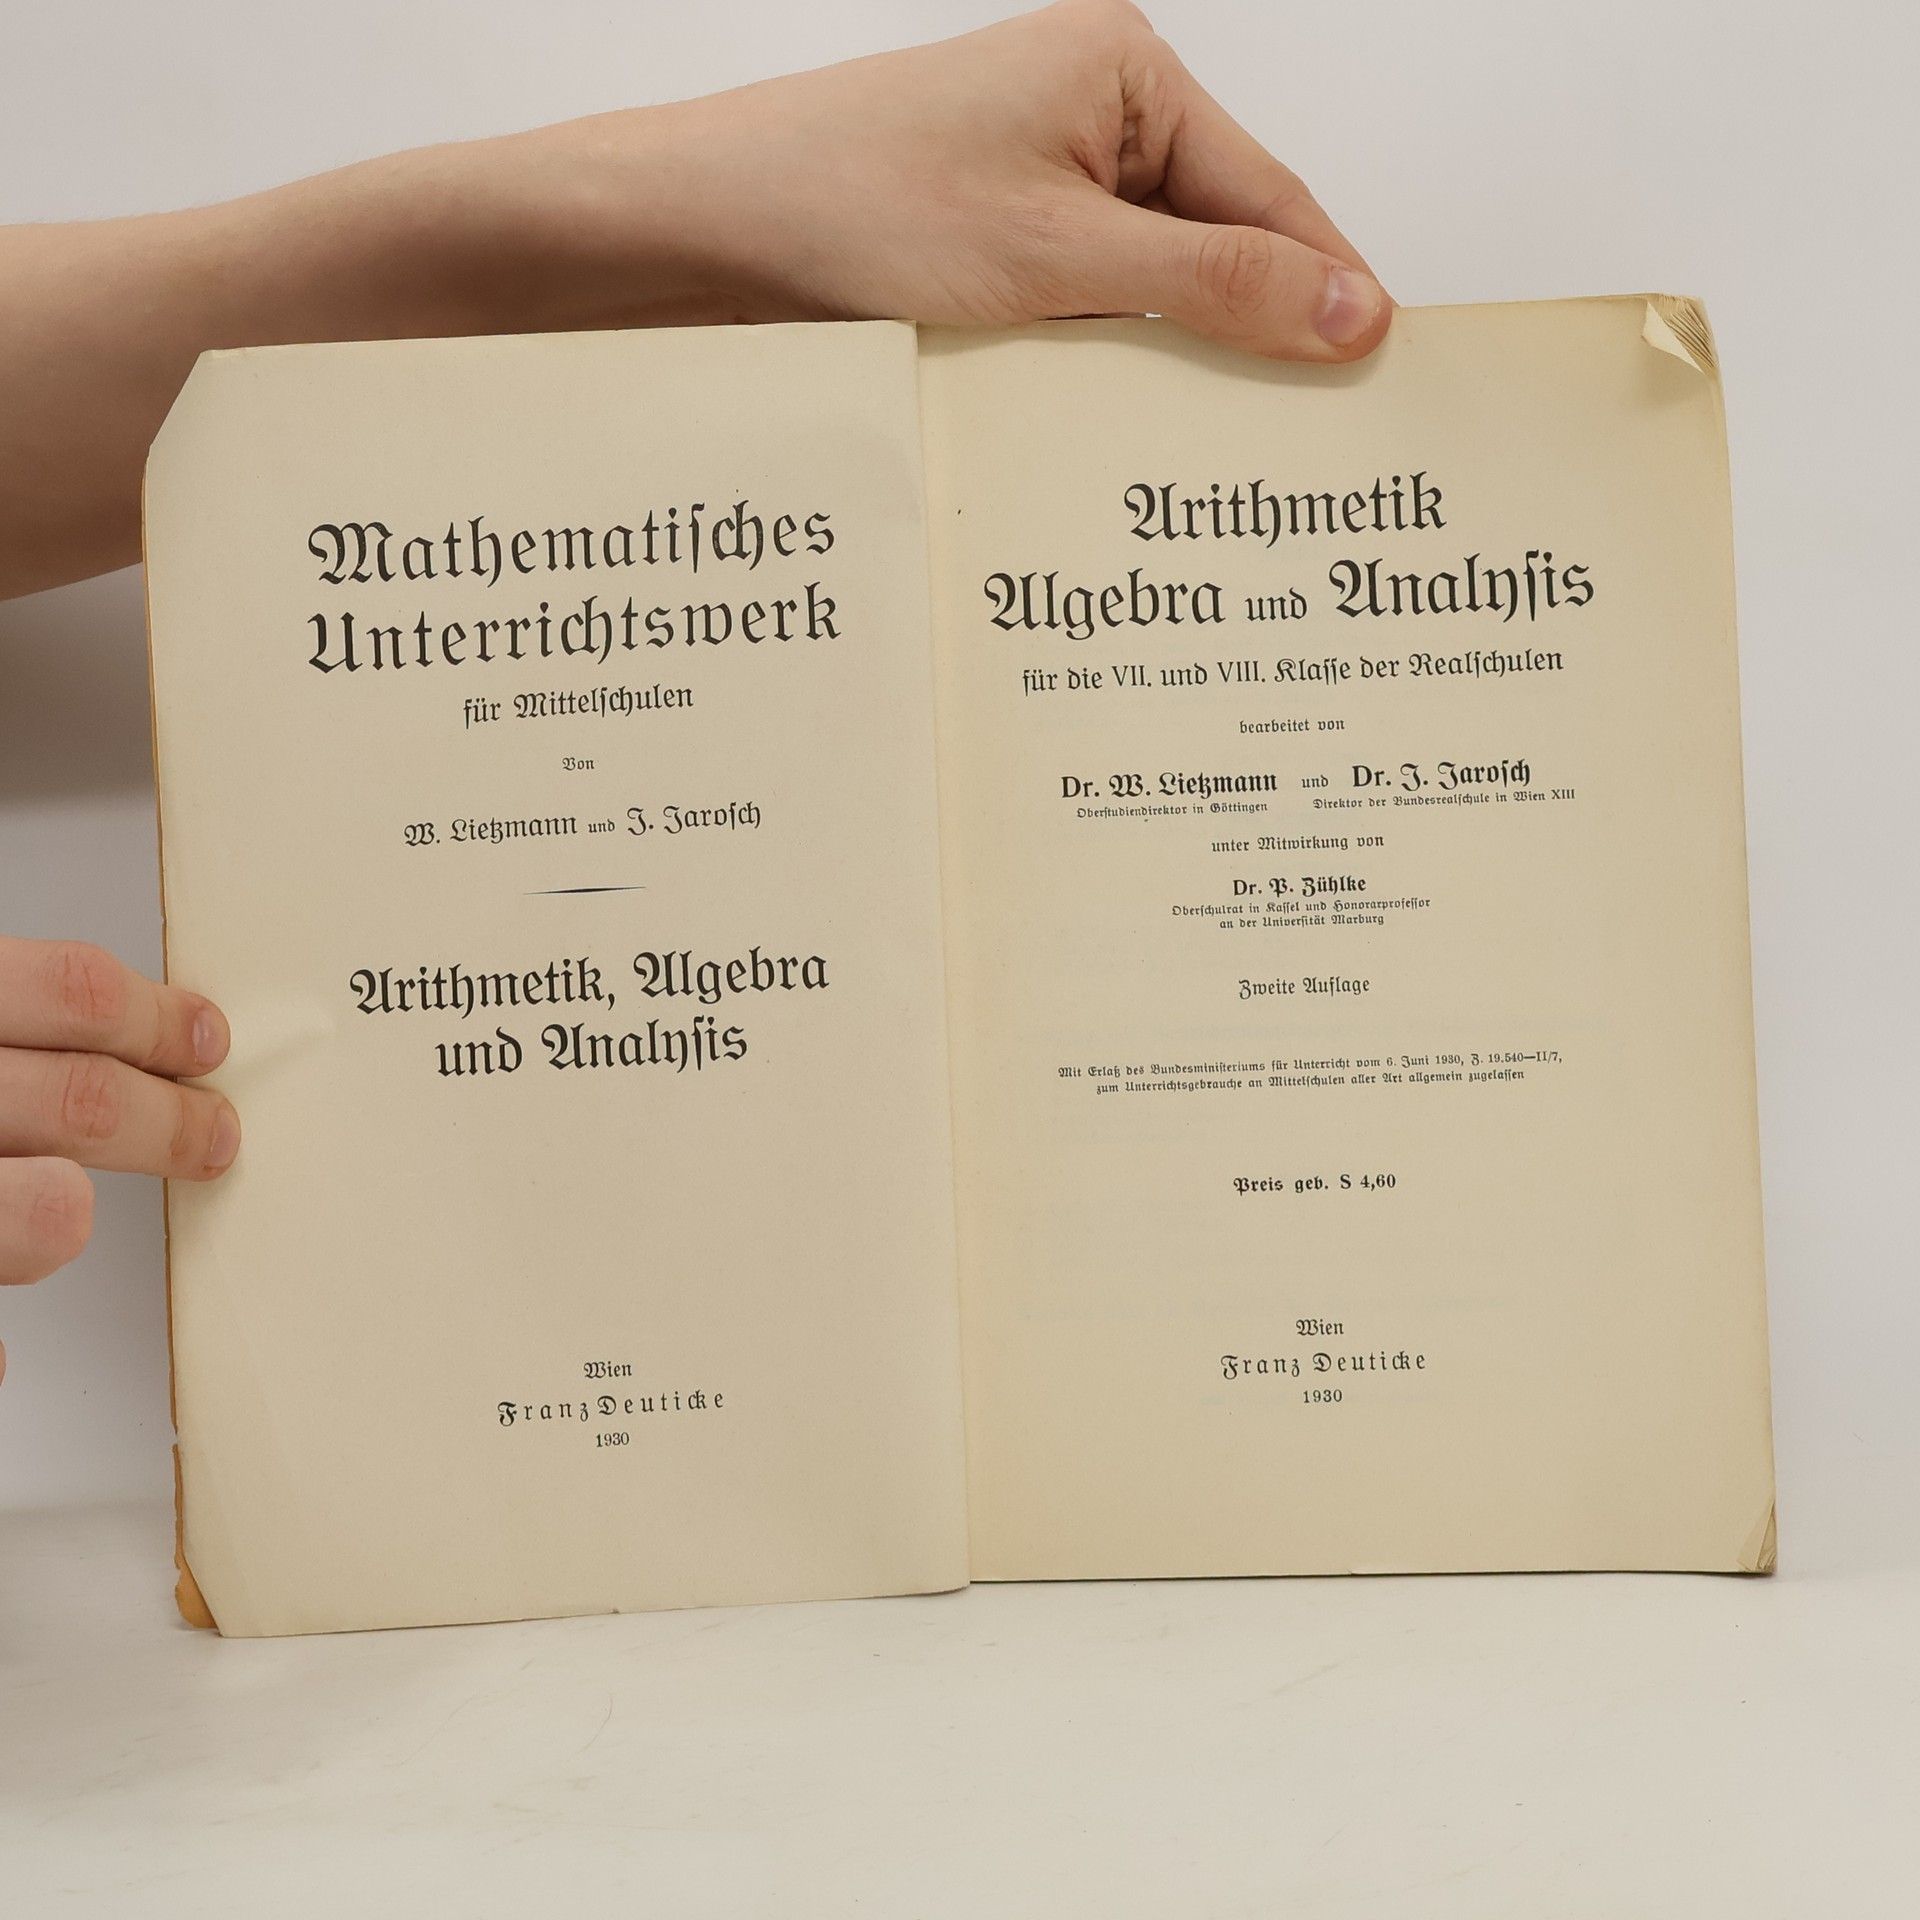 Mathematisches
Unterrichtswerk
für Mittelschulen
Von
W. Lietzmann und J. Jarosch
Arithmetik, Algebra
und Analysis
Wien
Franz Deuticke
1930
Arithmetik
Algebra und Analysis
für die VII. und VIII. Klasse der Realschulen
bearbeitet von
Dr. W. Lietzmann und Dr. J. Jarosch
Oberstudiendirektor in Göttingen Direktor der Bundesrealschule in Wien XIII
unter Mitwirkung von
Dr. P. Zühlke
Oberschulrat in Kassel und Honorarprofessor
an der Universität Marburg
Zweite Auflage
Mit Erlaß des Bundesministeriums für Unterricht vom 6. Juni 1930, Z. 19.540—II/7,
zum Unterrichtsgebrauche an Mittelschulen aller Art allgemein zugelassen
Preis geb. S 4,60
Wien
Franz Deuticke
1930